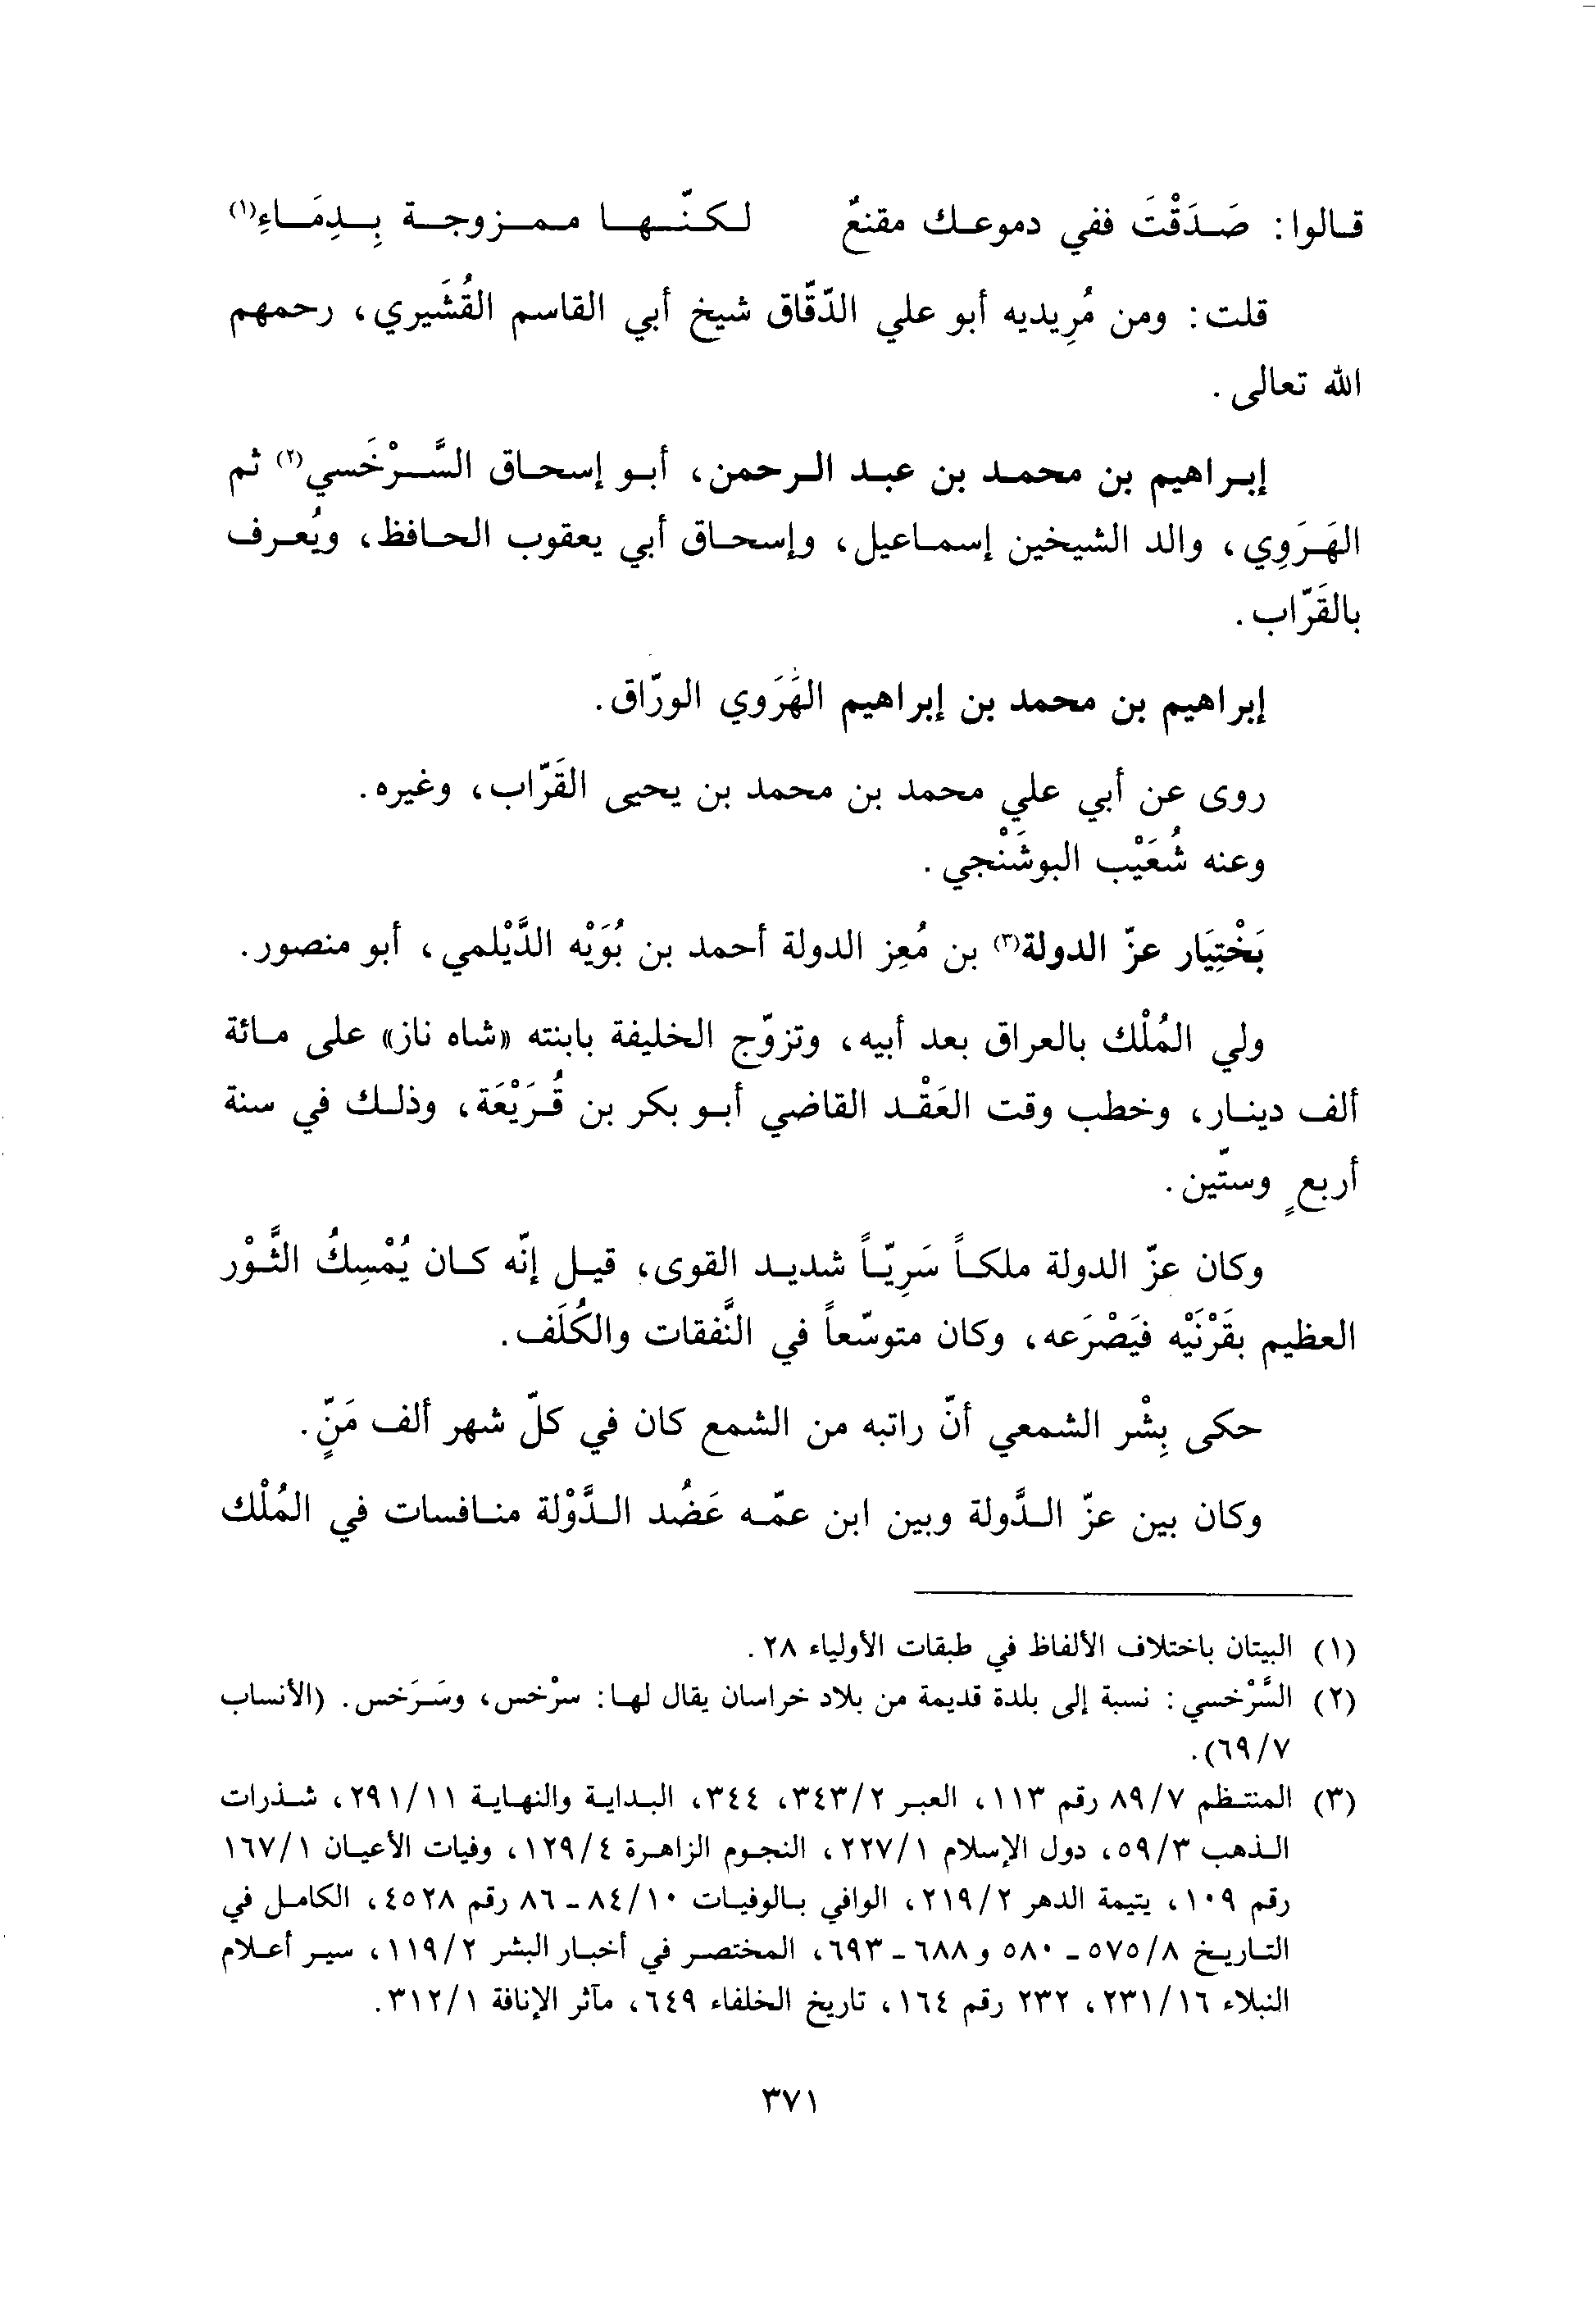 قالوا: صَدَقْتَ ففي دموعك مقنعٌ لكنّها ممزوجة بِدِمَاءِ(١)
قلت: ومن مُرِيديه أبو علي الدّقّاق شيخ أبي القاسم القُشَيري، رحمهم
الله تعالى.
إبراهيم بن محمد بن عبد الرحمن، أبو إسحاق السَّرْخَسي(٢) ثم
الهَرَوِي، والد الشيخين إسماعيل، وإسحاق أبي يعقوب الحافظ، ويُعرف
بالقَرّاب.
إبراهيم بن محمد بن إبراهيم الهَرَوي الورّاق.
روى عن أبي علي محمد بن محمد بن يحيى القَرّاب، وغيره.
وعنه شُعَيْب البوشَنْجي.
بَخْتِيَار عزّ الدولة(٣) بن مُعِز الدولة أحمد بن بُوَيْه الدَّيْلمي، أبو منصور.
ولي المُلْك بالعراق بعد أبيه، وتزوّج الخليفة بابنته «شاه ناز» على مائة
ألف دينار، وخطب وقت العَقْد القاضي أبو بكر بن قُرَيْعَة، وذلك في سنة
أربعٍ وستّين.
وكان عزّ الدولة ملكاً سَرِيّاً شديد القوى، قيل إنّه كان يُمْسِكُ الثَّوْر
العظيم بقَرْنَيْه فيَصْرَعه، وكان متوسّعاً في النَّفقات والكُلَف.
حكى بِشْر الشمعي أنّ راتبه من الشمع كان في كلّ شهر ألف مَنٍّ.
وكان بين عزّ الدَّولة وبين ابن عمّه عَضُد الدَّوْلة منافسات في المُلْك
(١) البيتان باختلاف الألفاظ في طبقات الأولياء ٢٨.
(٢) السَّرْخسي: نسبة إلى بلدة قديمة من بلاد خراسان يقال لها: سرْخس، وسَرَخس. (الأنساب
٦٩/٧).
(٣) المنتظم ٨٩/٧ رقم ١١٣، العبر ٣٤٣/٢، ٣٤٤، البداية والنهاية ٢٩١/١١، شذرات
الذهب ٥٩/٣، دول الإسلام ٢٢٧/١، النجوم الزاهرة ١٢٩/٤، وفيات الأعيان ١٦٧/١
رقم ١٠٩، يتيمة الدهر ٢١٩/٢، الوافي بالوفيات ٨٤/١٠ - ٨٦ رقم ٤٥٢٨، الكامل في
التاريخ ٥٧٥/٨ - ٥٨٠ و٦٨٨ - ٦٩٣، المختصر في أخبار البشر ١١٩/٢، سير أعلام
النبلاء ٢٣١/١٦، ٢٣٢ رقم ١٦٤، تاريخ الخلفاء ٦٤٩، مآثر الإنافة ٣١٢/١.
٣٧١